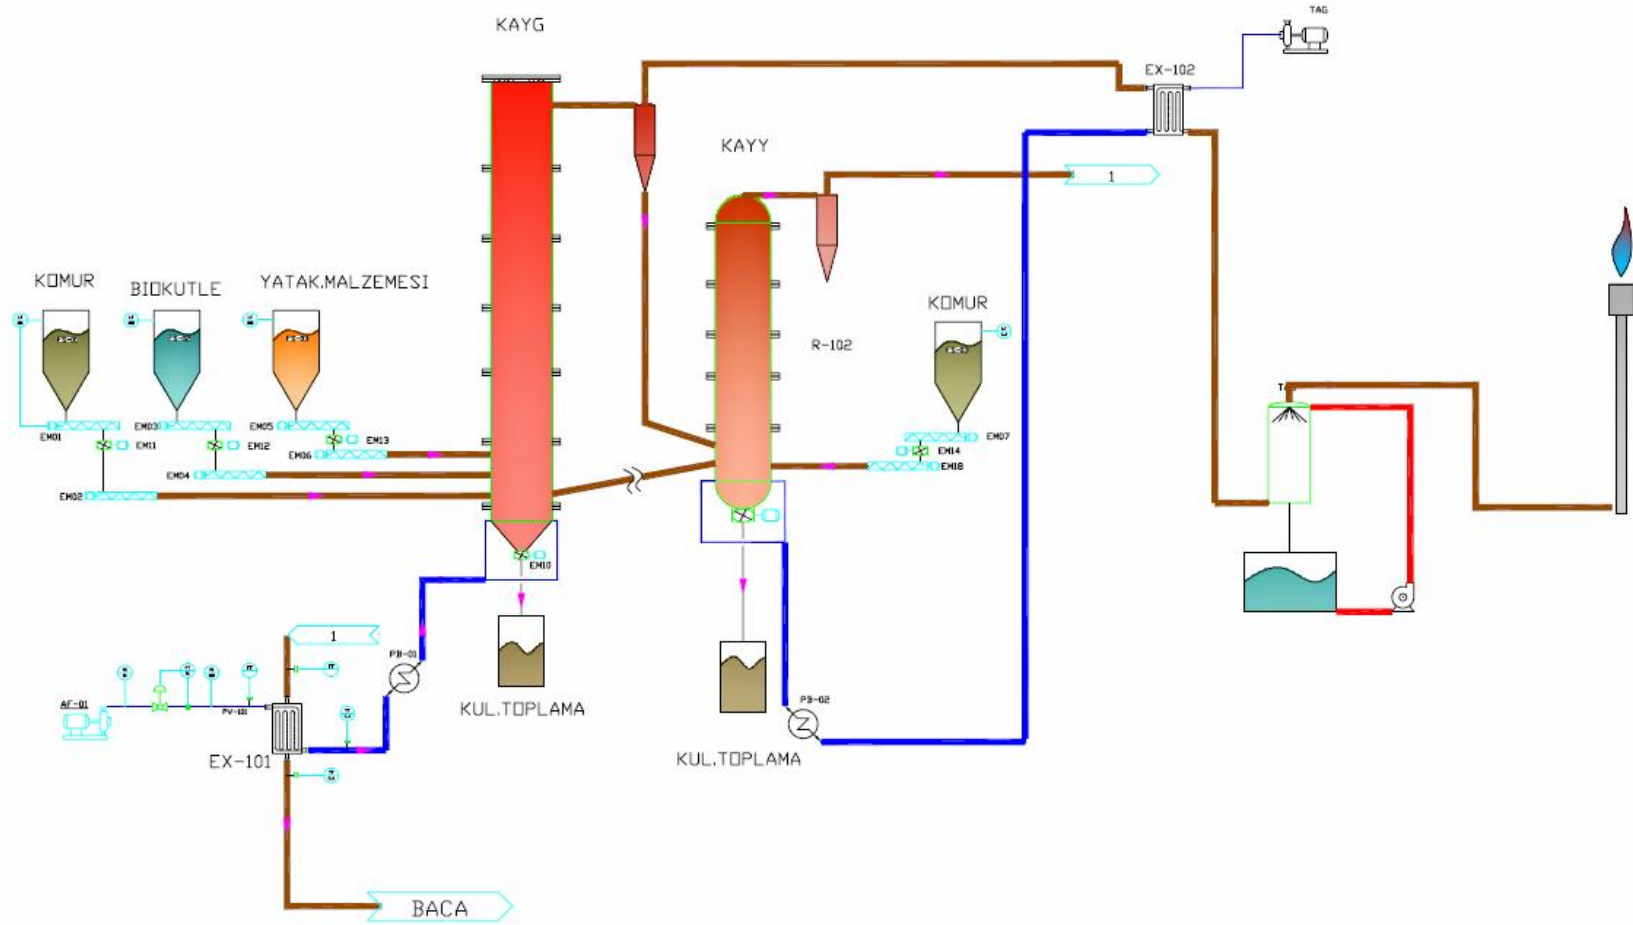 KAYG
TAG
EX-102
KAYY
1
KOMUR
BIOKUTLE
YATAK.MALZEMESI
KOMUR
R-102
EM01
EM11
EM03
EM12
EM05
EM13
EM06
EM04
EM02
EM07
EM14
EM18
EM10
1
PB-01
AF-01
PV-101
EX-101
KUL.TOPLAMA
PB-02
KUL.TOPLAMA
BACA